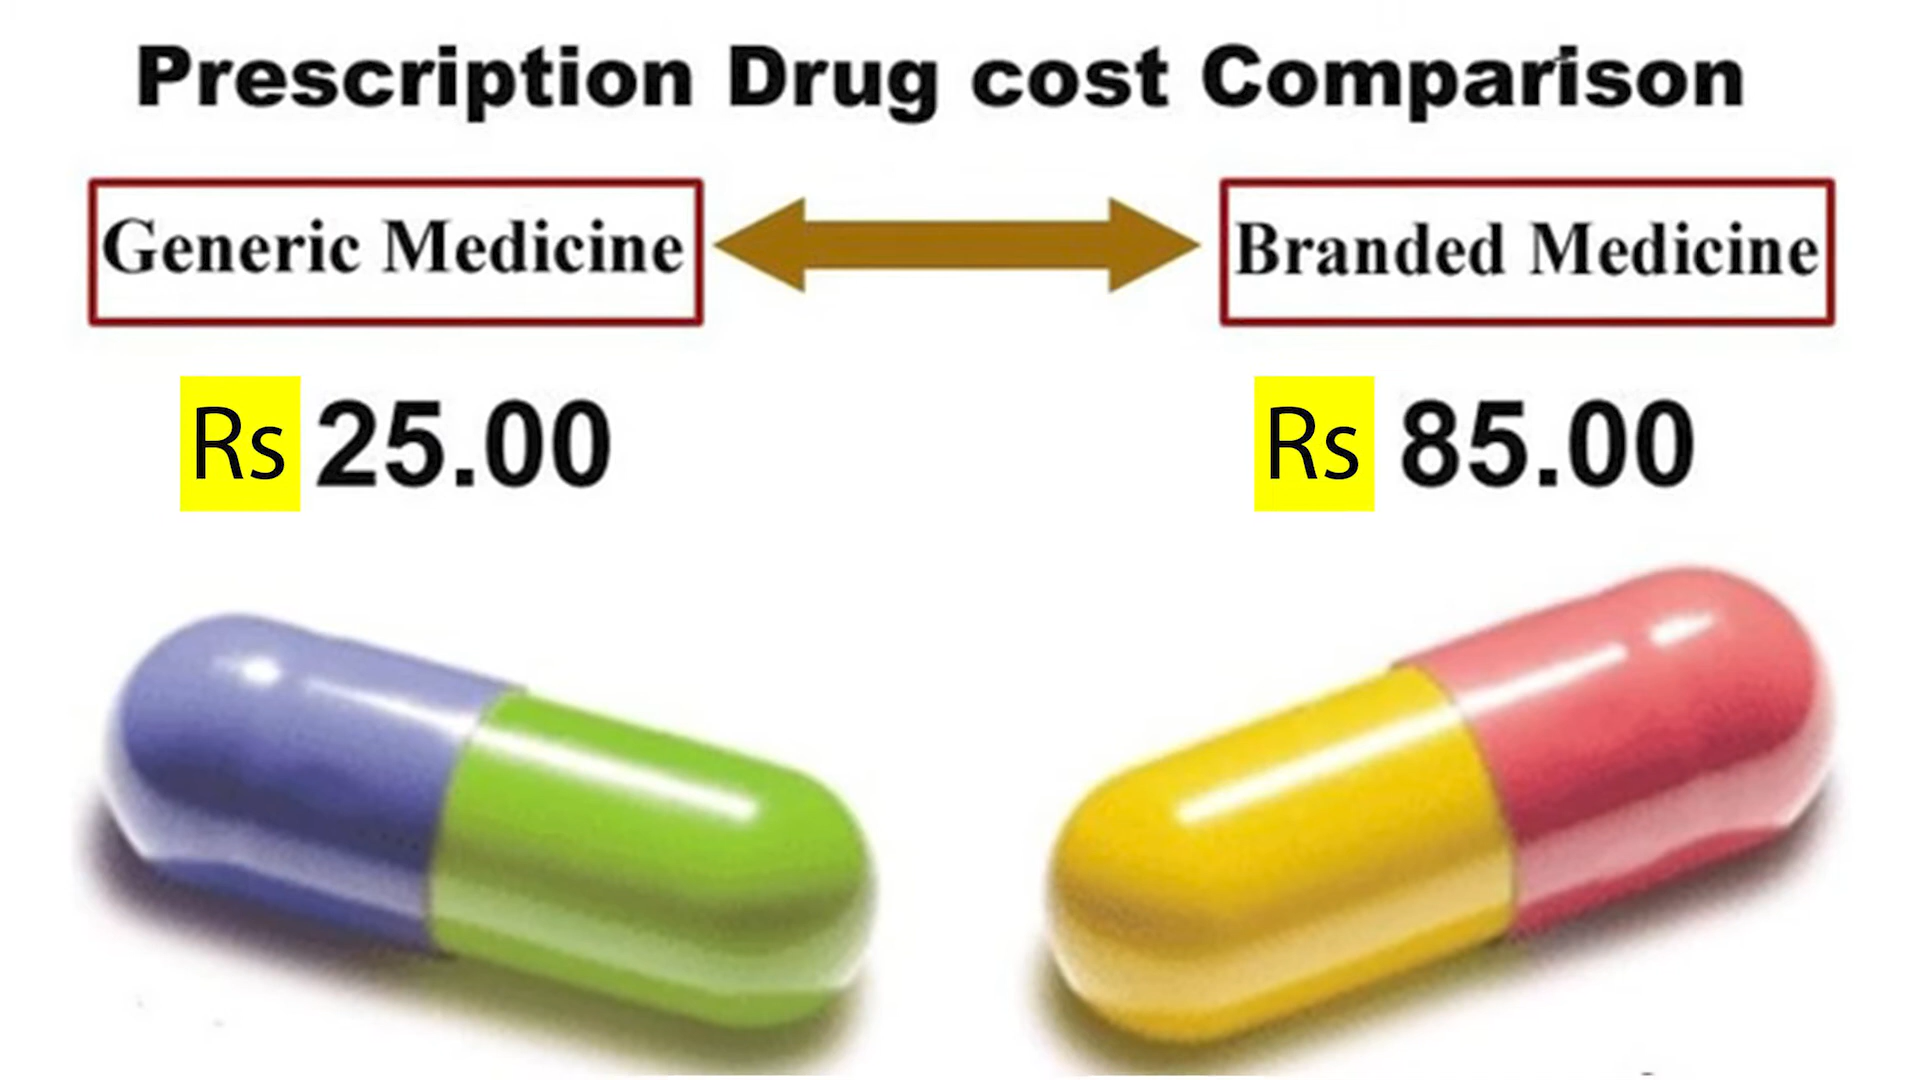 Prescription Drug cost Comparison
Generic Medicine
Branded Medicine
Rs 25.00
Rs 85.00